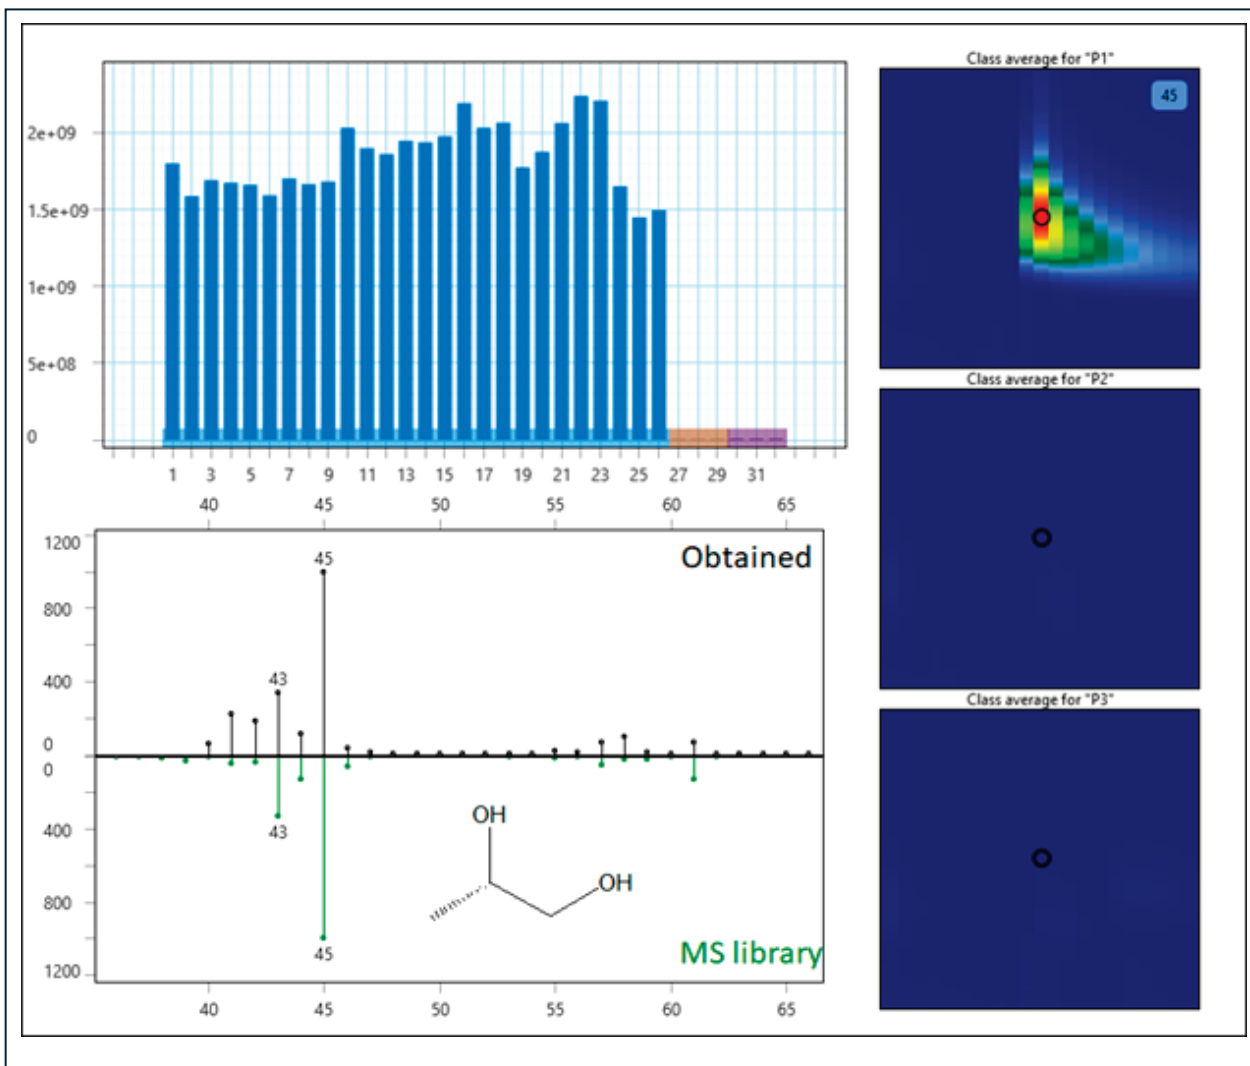 Class average for "P1"
45
2e+09
1.5e+09
1e+09
5e+08
0
1 3 5 7 9 11 13 15 17 19 21 23 25 27 29 31
Class average for "P2"
40 45 50 55 60 65
1200
800
400
0
0
400
800
1200
Obtained
45
43
43
45
OH
OH
MS library
40 45 50 55 60 65
Class average for "P3"